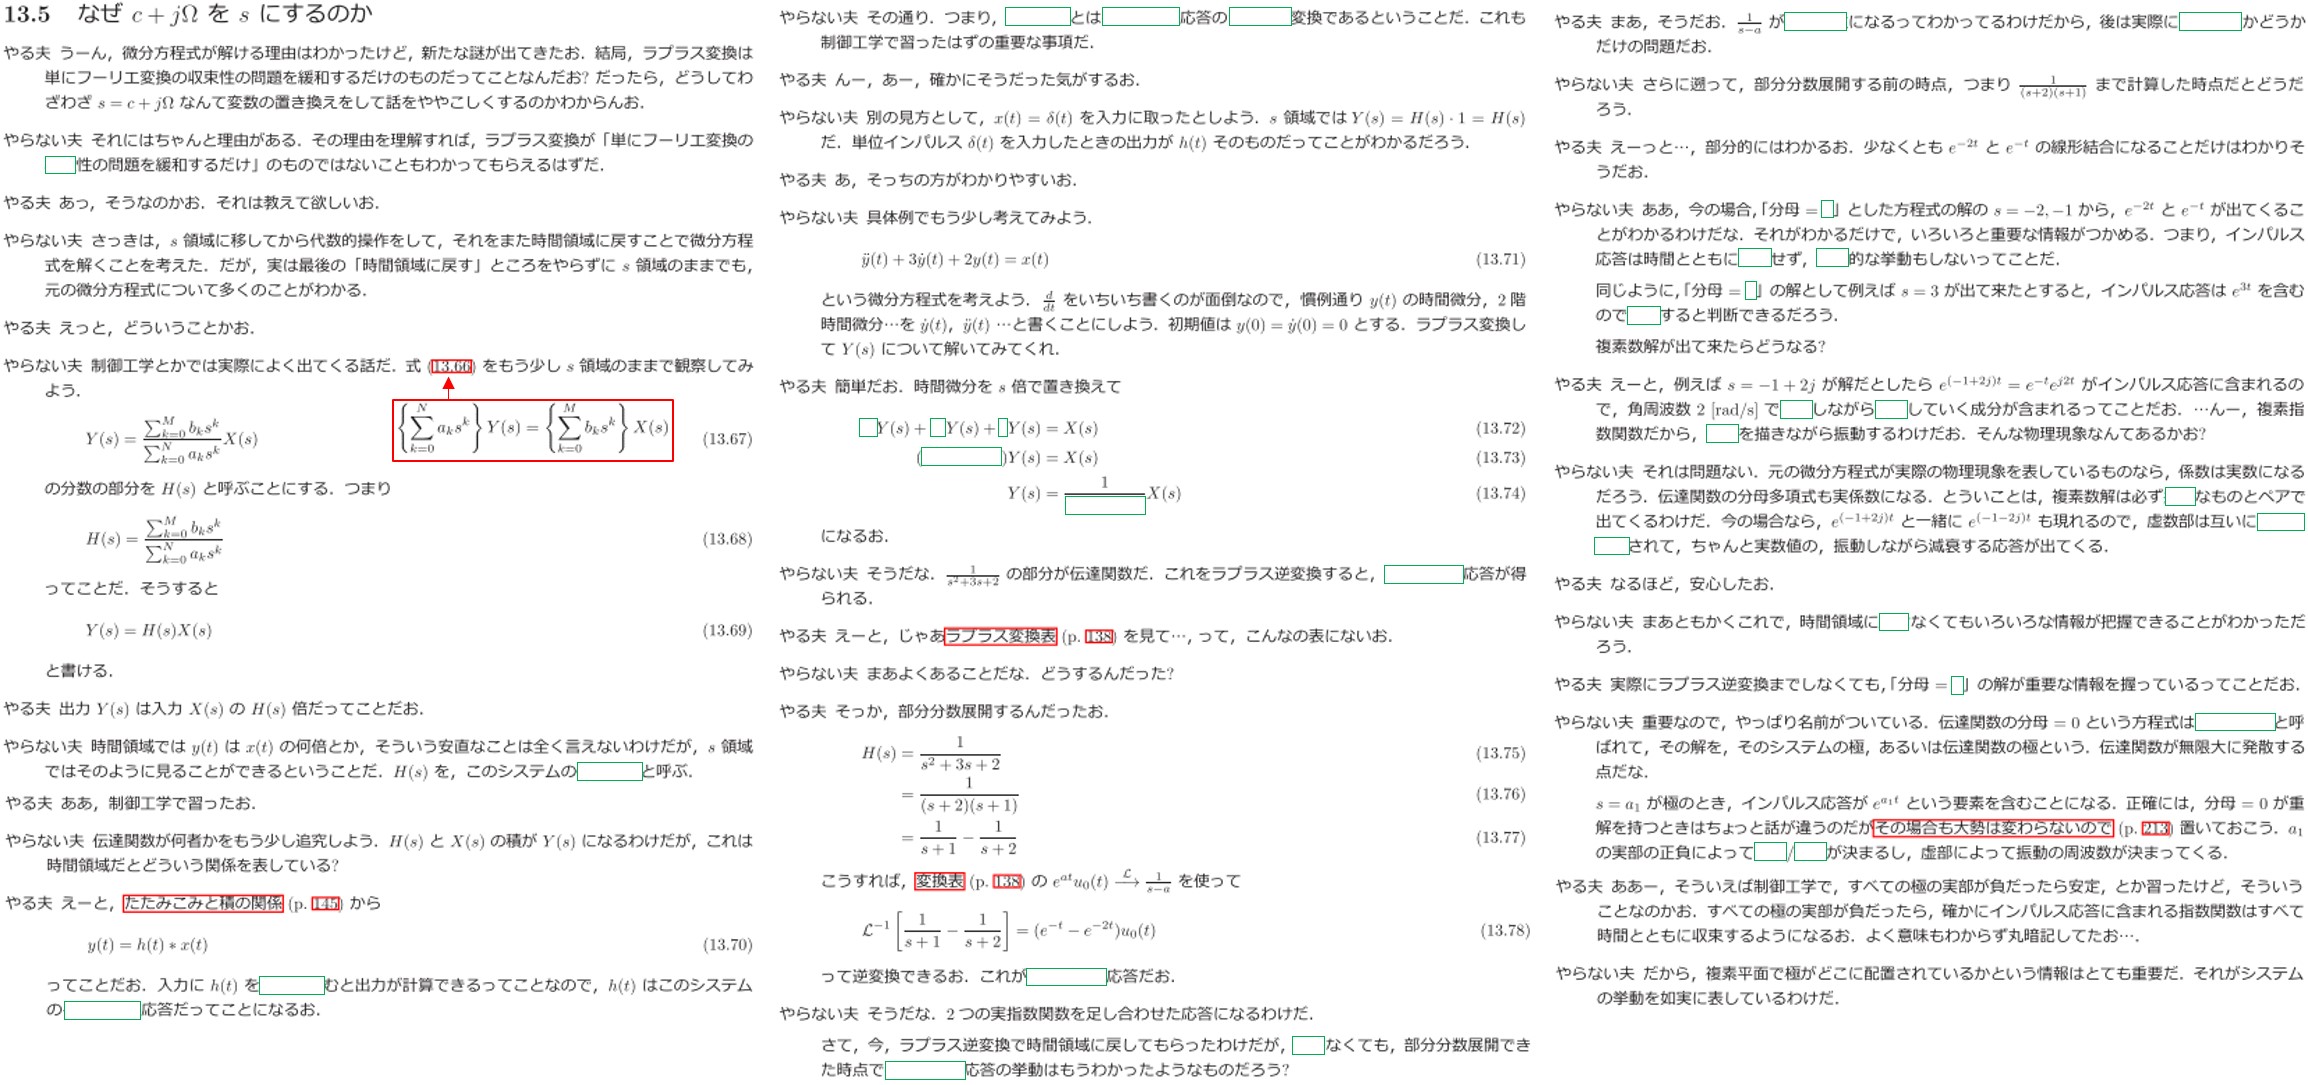 13.5 なぜ c + jΩ を s にするのか
やる夫 うーん，微分方程式が解ける理由はわかったけど，新たな謎が出てきたお．結局，ラプラス変換は
単にフーリエ変換の収束性の問題を緩和するだけのものだってことなんだお? だったら，どうしてわ
ざわざ s = c + jΩ なんて変数の置き換えをして話をややこしくするのかわからんお．
やらない夫 それにはちゃんと理由がある．その理由を理解すれば，ラプラス変換が「単にフーリエ変換の
性の問題を緩和するだけ」のものではないこともわかってもらえるはずだ．
やる夫 あっ，そうなのかお．それは教えて欲しいお．
やらない夫 さっきは，s 領域に移してから代数的操作をして，それをまた時間領域に戻すことで微分方程
式を解くことを考えた．だが，実は最後の「時間領域に戻す」ところをやらずに s 領域のままでも，
元の微分方程式について多くのことがわかる．
やる夫 えっと，どういうことかお．
やらない夫 制御工学とかでは実際によく出てくる話だ．式 (13.66) をもう少し s 領域のままで観察してみ
よう．
{∑_{k=0}^{N} a_k s^k} Y(s) = {∑_{k=0}^{M} b_k s^k} X(s)
Y(s) = \frac{∑_{k=0}^{M} b_k s^k}{∑_{k=0}^{N} a_k s^k} X(s) (13.67)
の分数の部分を H(s) と呼ぶことにする．つまり
H(s) = \frac{∑_{k=0}^{M} b_k s^k}{∑_{k=0}^{N} a_k s^k} (13.68)
ってことだ．そうすると
Y(s) = H(s)X(s) (13.69)
と書ける．
やる夫 出力 Y(s) は入力 X(s) の H(s) 倍だってことだお．
やらない夫 時間領域では y(t) は x(t) の何倍とか，そういう安直なことは全く言えないわけだが，s 領域
ではそのように見ることができるということだ．H(s) を，このシステムの と呼ぶ．
やる夫 ああ，制御工学で習ったお．
やらない夫 伝達関数が何者かをもう少し追究しよう．H(s) と X(s) の積が Y(s) になるわけだが，これは
時間領域だとどういう関係を表している?
やる夫 えーと，たたみこみと積の関係 (p. 145) から
y(t) = h(t) ∗ x(t) (13.70)
ってことだお．入力に h(t) を むと出力が計算できるってことなので，h(t) はこのシステム
の 応答だってことになるお．
やらない夫 その通り．つまり， とは 応答の 変換であるということだ．これも
制御工学で習ったはずの重要な事項だ．
やる夫 んー，あー，確かにそうだった気がするお．
やらない夫 別の見方として，x(t) = δ(t) を入力に取ったとしよう．s 領域では Y(s) = H(s) · 1 = H(s)
だ．単位インパルス δ(t) を入力したときの出力が h(t) そのものだってことがわかるだろう．
やる夫 あ，そっちの方がわかりやすいお．
やらない夫 具体例でもう少し考えてみよう．
ÿ(t) + 3ẏ(t) + 2y(t) = x(t) (13.71)
という微分方程式を考えよう．\frac{d}{dt} をいちいち書くのが面倒なので，慣例通り y(t) の時間微分，2 階
時間微分…を ẏ(t)，ÿ(t) …と書くことにしよう．初期値は y(0) = ẏ(0) = 0 とする．ラプラス変換し
て Y(s) について解いてみてくれ．
やる夫 簡単だお．時間微分を s 倍で置き換えて
Y(s) + Y(s) + Y(s) = X(s) (13.72)
( )Y(s) = X(s) (13.73)
Y(s) = \frac{1}{ } X(s) (13.74)
になるお．
やらない夫 そうだな．\frac{1}{s^2+3s+2} の部分が伝達関数だ．これをラプラス逆変換すると， 応答が得
られる．
やる夫 えーと，じゃあラプラス変換表 (p. 138) を見て…，って，こんなの表にないお．
やらない夫 まあよくあることだな．どうするんだった?
やる夫 そっか，部分分数展開するんだったお．
H(s) = \frac{1}{s^2 + 3s + 2} (13.75)
= \frac{1}{(s + 2)(s + 1)} (13.76)
= \frac{1}{s + 1} − \frac{1}{s + 2} (13.77)
こうすれば，変換表 (p. 138) の e^{at}u_0(t) \xrightarrow{ℒ} \frac{1}{s−a} を使って
ℒ^{−1} [\frac{1}{s + 1} − \frac{1}{s + 2}] = (e^{−t} − e^{−2t})u_0(t) (13.78)
って逆変換できるお．これが 応答だお．
やらない夫 そうだな．2 つの実指数関数を足し合わせた応答になるわけだ．
さて，今，ラプラス逆変換で時間領域に戻してもらったわけだが， なくても，部分分数展開でき
た時点で 応答の挙動はもうわかったようなものだろう?
やる夫 まあ，そうだお．\frac{1}{s−a} が になるってわかってるわけだから，後は実際に かどうか
だけの問題だお．
やらない夫 さらに遡って，部分分数展開する前の時点，つまり \frac{1}{(s+2)(s+1)} まで計算した時点だとどうだ
ろう．
やる夫 えーっと…，部分的にはわかるお．少なくとも e^{−2t} と e^{−t} の線形結合になることだけはわかりそ
うだお．
やらない夫 ああ，今の場合，「分母 = 」とした方程式の解の s = −2, −1 から，e^{−2t} と e^{−t} が出てくるこ
とがわかるわけだな．それがわかるだけで，いろいろと重要な情報がつかめる．つまり，インパルス
応答は時間とともに せず， 的な挙動もしないってことだ．
同じように，「分母 = 」の解として例えば s = 3 が出て来たとすると，インパルス応答は e^{3t} を含む
ので すると判断できるだろう．
複素数解が出て来たらどうなる?
やる夫 えーと，例えば s = −1 + 2j が解だとしたら e^{(−1+2j)t} = e^{−t}e^{j2t} がインパルス応答に含まれるの
で，角周波数 2 [rad/s] で しながら していく成分が含まれるってことだお．…んー，複素指
数関数だから， を描きながら振動するわけだお．そんな物理現象なんてあるかお?
やらない夫 それは問題ない．元の微分方程式が実際の物理現象を表しているものなら，係数は実数になる
だろう．伝達関数の分母多項式も実係数になる．とういことは，複素数解は必ず なものとペアで
出てくるわけだ．今の場合なら，e^{(−1+2j)t} と一緒に e^{(−1−2j)t} も現れるので，虚数部は互いに
されて，ちゃんと実数値の，振動しながら減衰する応答が出てくる．
やる夫 なるほど，安心したお．
やらない夫 まあともかくこれで，時間領域に なくてもいろいろな情報が把握できることがわかっただ
ろう．
やる夫 実際にラプラス逆変換までしなくても，「分母 = 」の解が重要な情報を握っているってことだお．
やらない夫 重要なので，やっぱり名前がついている．伝達関数の分母 = 0 という方程式は と呼
ばれて，その解を，そのシステムの極，あるいは伝達関数の極という．伝達関数が無限大に発散する
点だな．
s = a_1 が極のとき，インパルス応答が e^{a_1 t} という要素を含むことになる．正確には，分母 = 0 が重
解を持つときはちょっと話が違うのだがその場合も大勢は変わらないので (p. 213) 置いておこう．a_1
の実部の正負によって / が決まるし，虚部によって振動の周波数が決まってくる．
やる夫 ああー，そういえば制御工学で，すべての極の実部が負だったら安定，とか習ったけど，そういう
ことなのかお．すべての極の実部が負だったら，確かにインパルス応答に含まれる指数関数はすべて
時間とともに収束するようになるお．よく意味もわからず丸暗記してたお…．
やらない夫 だから，複素平面で極がどこに配置されているかという情報はとても重要だ．それがシステム
の挙動を如実に表しているわけだ．